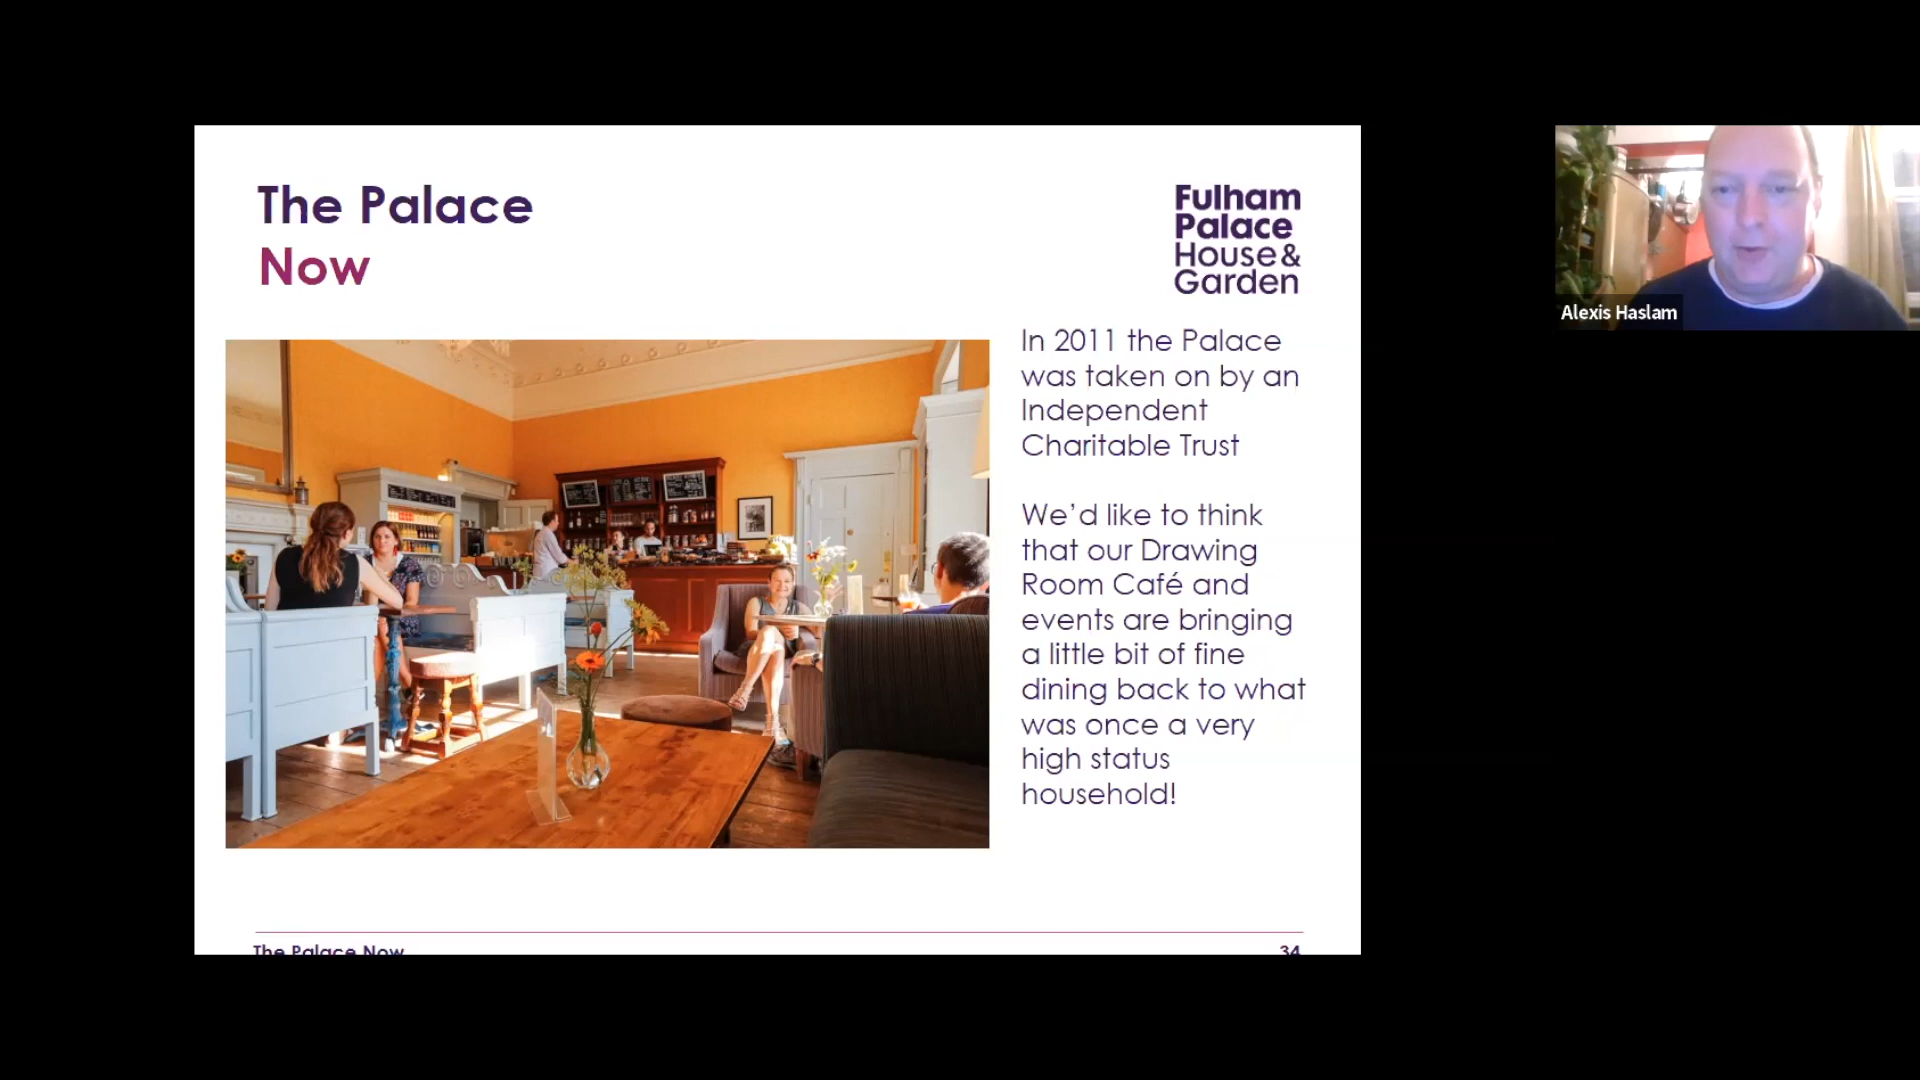 The Palace
Now
Fulham
Palace
House&
Garden
In 2011 the Palace
was taken on by an
Independent
Charitable Trust
We'd like to think
that our Drawing
Room Café and
events are bringing
a little bit of fine
dining back to what
was once a very
high status
household!
The Palace Now
34
Alexis Haslam